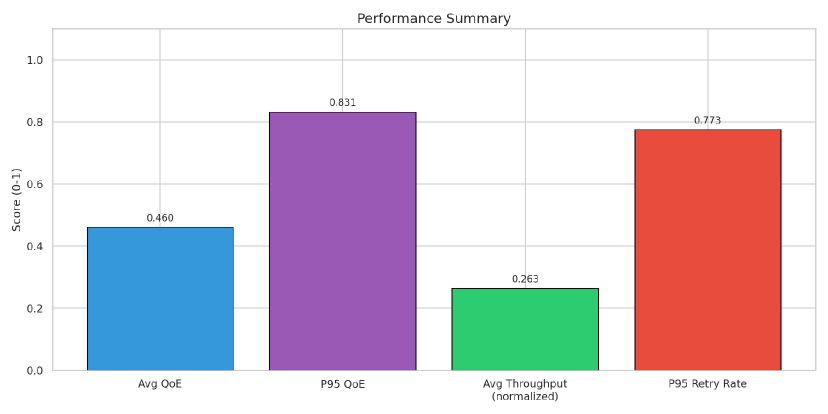 Performance Summary
Score (0-1)
1.0
0.8
0.6
0.4
0.2
0.0
0.460
0.831
0.263
0.773
Avg QoE
P95 QoE
Avg Throughput
(normalized)
P95 Retry Rate